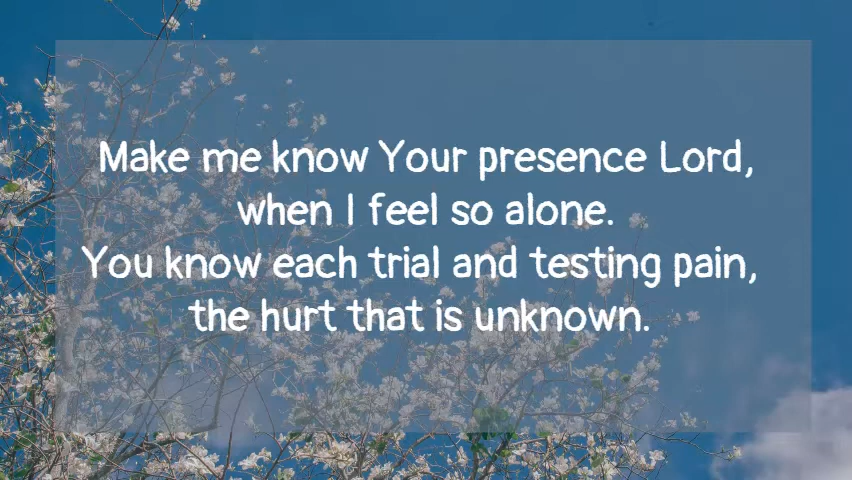 Make me know Your presence Lord,
when I feel so alone.
You know each trial and testing pain,
the hurt that is unknown.